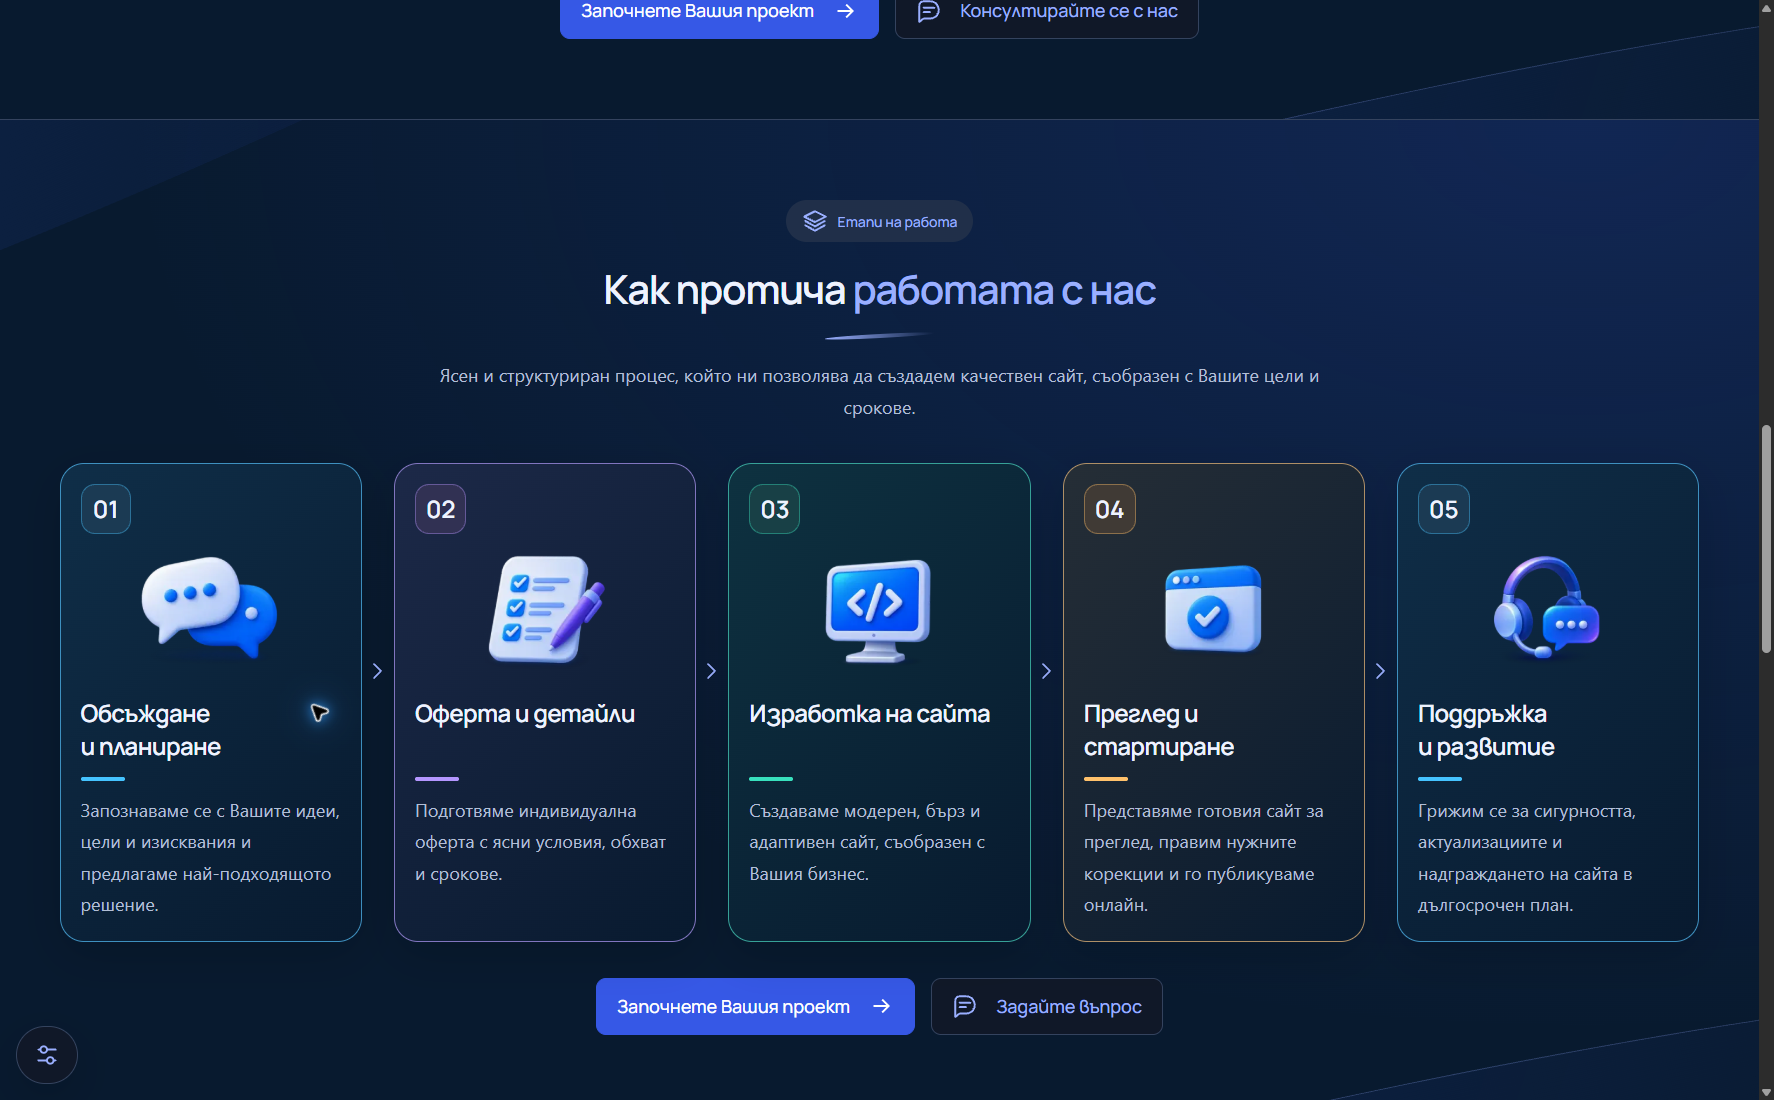 Започнете Вашия проект
Консултирайте се с нас
Етапи на работа
Как протича работата с нас
Ясен и структуриран процес, който ни позволява да създадем качествен сайт, съобразен с Вашите цели и
срокове.
01
Обсъждане
и планиране
Запознаваме се с Вашите идеи,
цели и изисквания и
предлагаме най-подходящото
решение.
02
Оферта и детайли
Подготвяме индивидуална
оферта с ясни условия, обхват
и срокове.
03
Изработка на сайта
Създаваме модерен, бърз и
адаптивен сайт, съобразен с
Вашия бизнес.
04
Преглед и
стартиране
Представяме готовия сайт за
преглед, правим нужните
корекции и го публикуваме
онлайн.
05
Поддръжка
и развитие
Грижим се за сигурността,
актуализациите и
надграждането на сайта в
дългосрочен план.
Започнете Вашия проект
Задайте въпрос